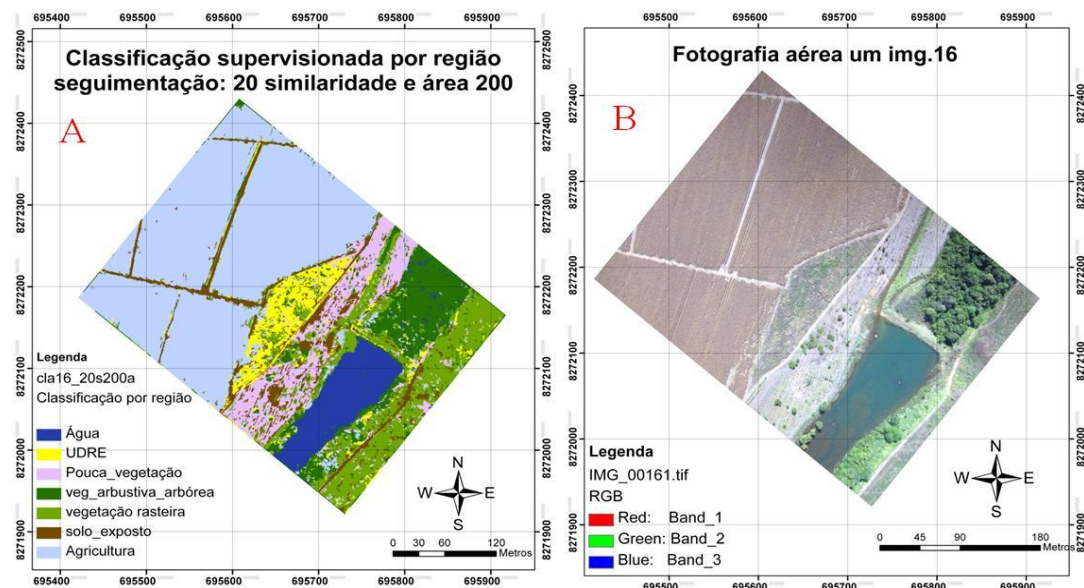 695400 695500 695600 695700 695800 695900
Classificação supervisionada por região
seguimentação: 20 similaridade e área 200
A
8272500
8272400
8272300
8272200
8272100
8272000
8271900
Legenda
cla16_20s200a
Classificação por região
Água
UDRE
Pouca_vegetação
veg_arbustiva_arbórea
vegetação rasteira
solo_exposto
Agricultura
N
W E
S
0 30 60 120
Metros
695400 695500 695600 695700 695800 695900
695500 695600 695700 695800 695900
Fotografia aérea um img.16
B
8272400
8272300
8272200
8272100
8272000
8271900
Legenda
IMG_00161.tif
RGB
Red: Band_1
Green: Band_2
Blue: Band_3
N
W E
S
0 45 90 180
Metros
695500 695600 695700 695800 695900